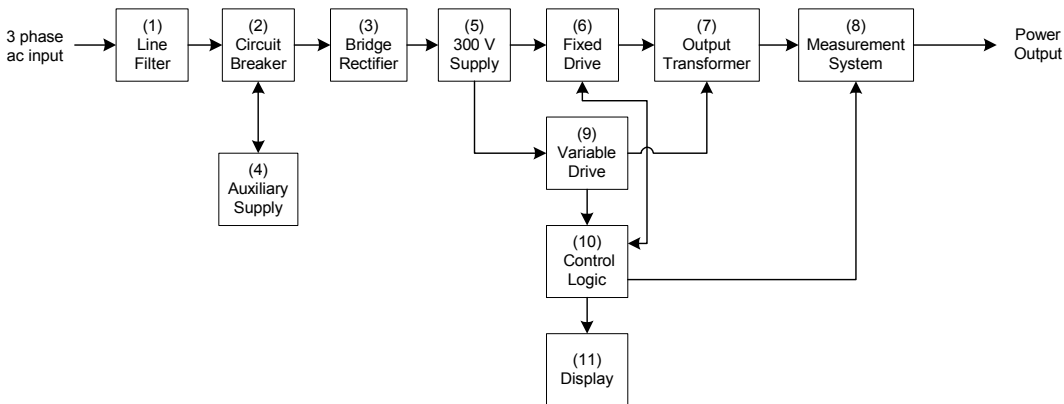 3 phase
ac input
(1)
Line
Filter
(2)
Circuit
Breaker
(3)
Bridge
Rectifier
(5)
300 V
Supply
(6)
Fixed
Drive
(7)
Output
Transformer
(8)
Measurement
System
Power
Output
(4)
Auxiliary
Supply
(9)
Variable
Drive
(10)
Control
Logic
(11)
Display